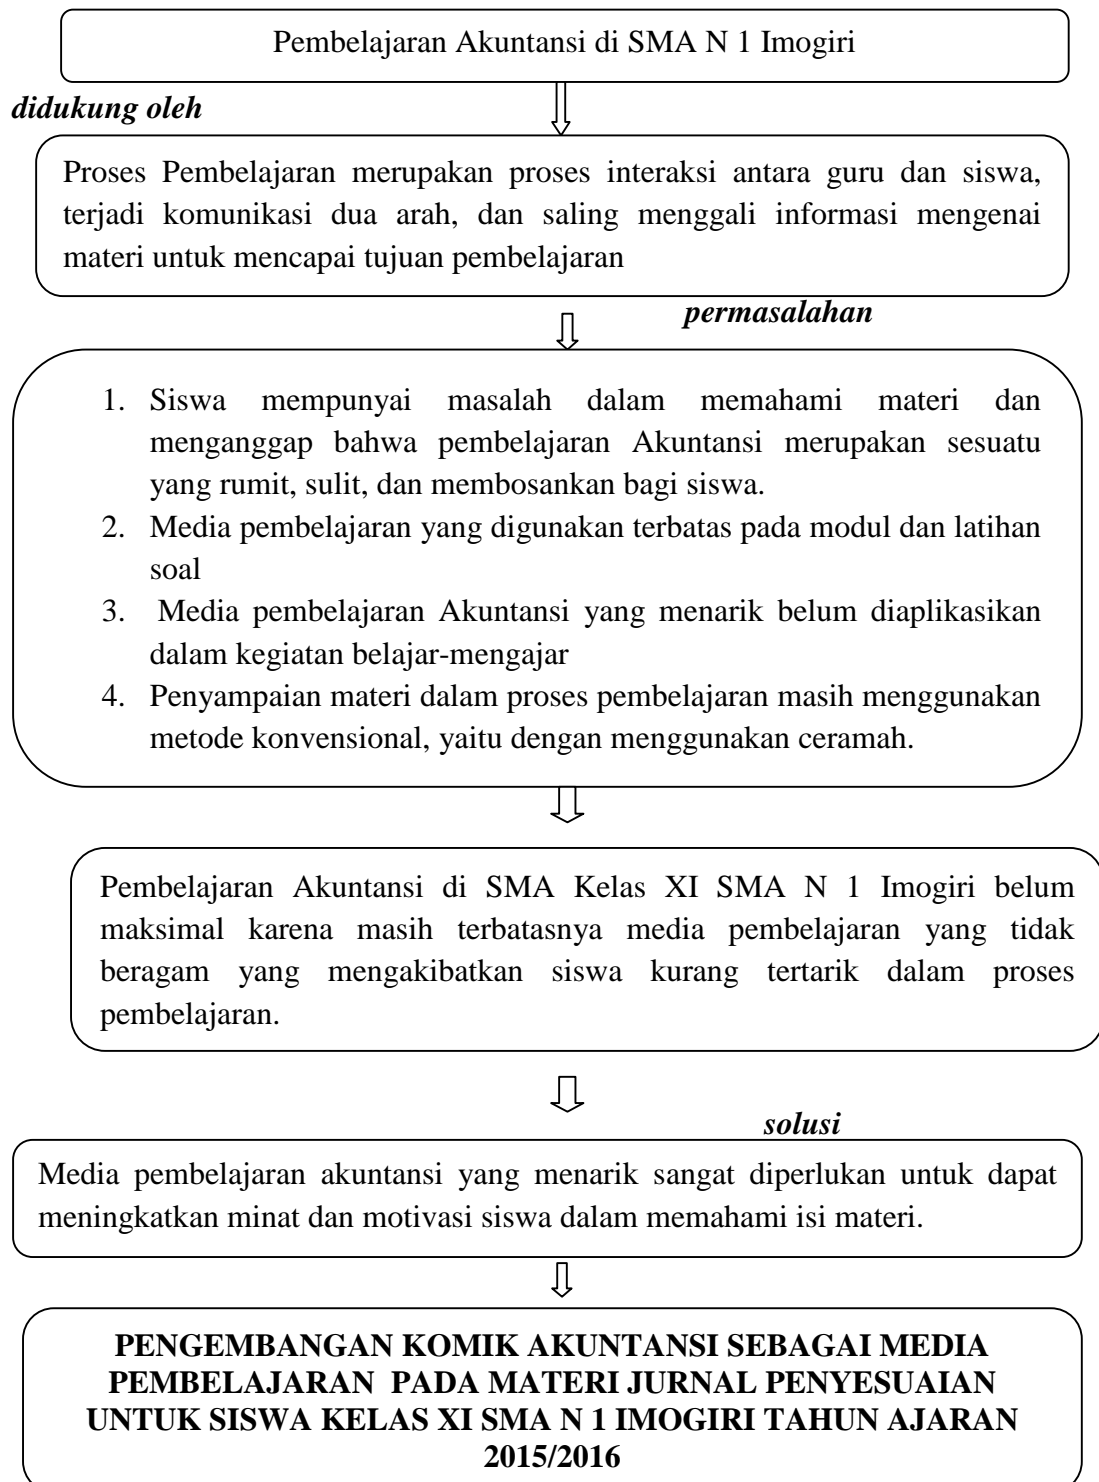 Pembelajaran Akuntansi di SMA N 1 Imogiri
didukung oleh
Proses Pembelajaran merupakan proses interaksi antara guru dan siswa,
terjadi komunikasi dua arah, dan saling menggali informasi mengenai
materi untuk mencapai tujuan pembelajaran
permasalahan
1. Siswa mempunyai masalah dalam memahami materi dan
menganggap bahwa pembelajaran Akuntansi merupakan sesuatu
yang rumit, sulit, dan membosankan bagi siswa.
2. Media pembelajaran yang digunakan terbatas pada modul dan latihan
soal
3. Media pembelajaran Akuntansi yang menarik belum diaplikasikan
dalam kegiatan belajar-mengajar
4. Penyampaian materi dalam proses pembelajaran masih menggunakan
metode konvensional, yaitu dengan menggunakan ceramah.
Pembelajaran Akuntansi di SMA Kelas XI SMA N 1 Imogiri belum
maksimal karena masih terbatasnya media pembelajaran yang tidak
beragam yang mengakibatkan siswa kurang tertarik dalam proses
pembelajaran.
solusi
Media pembelajaran akuntansi yang menarik sangat diperlukan untuk dapat
meningkatkan minat dan motivasi siswa dalam memahami isi materi.
PENGEMBANGAN KOMIK AKUNTANSI SEBAGAI MEDIA
PEMBELAJARAN PADA MATERI JURNAL PENYESUAIAN
UNTUK SISWA KELAS XI SMA N 1 IMOGIRI TAHUN AJARAN
2015/2016